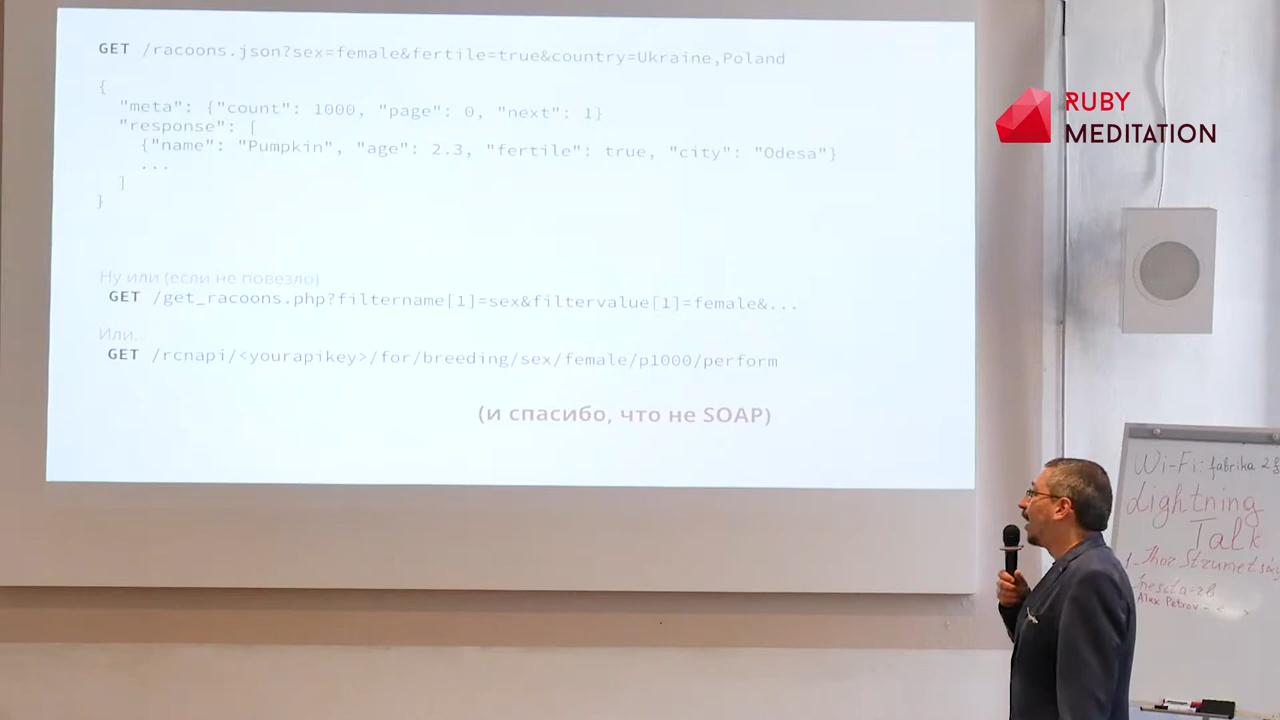 GET /racoons.json?sex=female&fertile=true&country=Ukraine,Poland
{
"meta": {"count": 1000, "page": 0, "next": 1}
"response": [
{"name": "Pumpkin", "age": 2.3, "fertile": true, "city": "Odesa"}
...
]
}
Ну или (если не повезло)
GET /get_racoons.php?filtername[1]=sex&filtervalue[1]=female&...
Или...
GET /rcnapi/<yourapikey>/for/breeding/sex/female/p1000/perform
(и спасибо, что не SOAP)
RUBY
MEDITATION
Wi-Fi: fabrika
Lightning
Talk
1.
Alex Petrov -